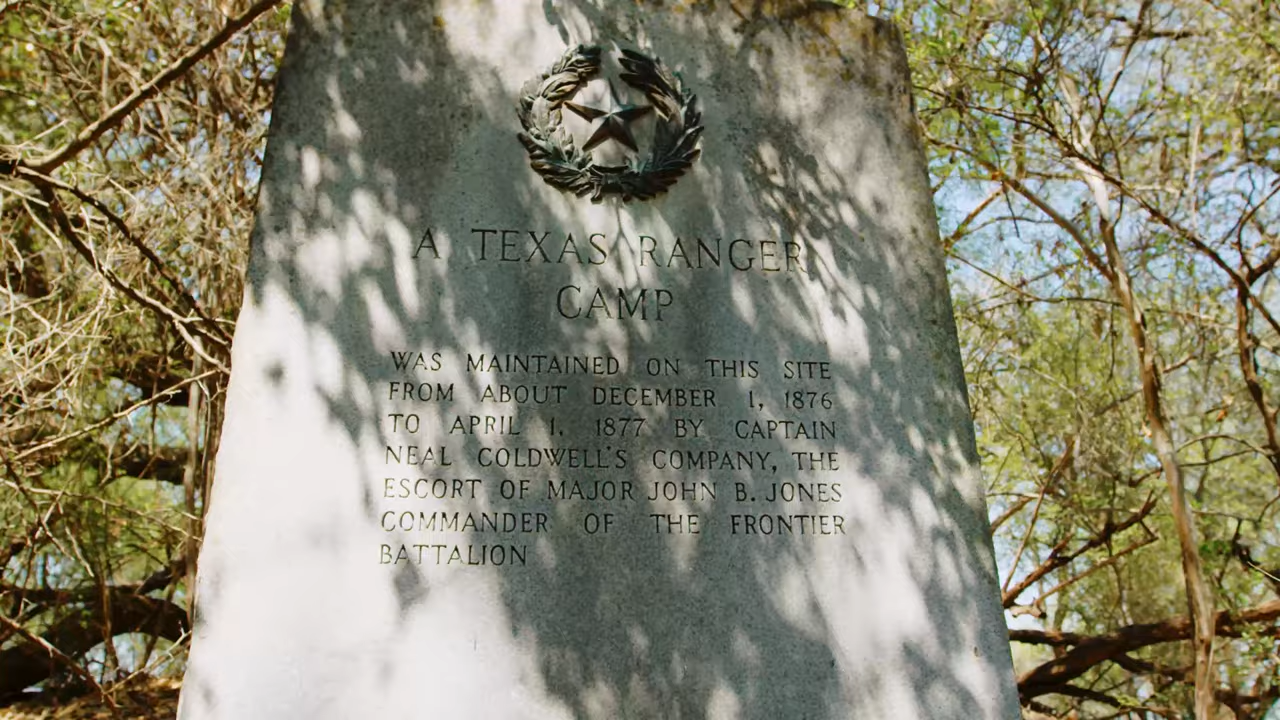 A TEXAS RANGER
CAMP
WAS MAINTAINED ON THIS SITE
FROM ABOUT DECEMBER 1, 1876
TO APRIL 1, 1877 BY CAPTAIN
NEAL COLDWELL'S COMPANY, THE
ESCORT OF MAJOR JOHN B. JONES
COMMANDER OF THE FRONTIER
BATTALION